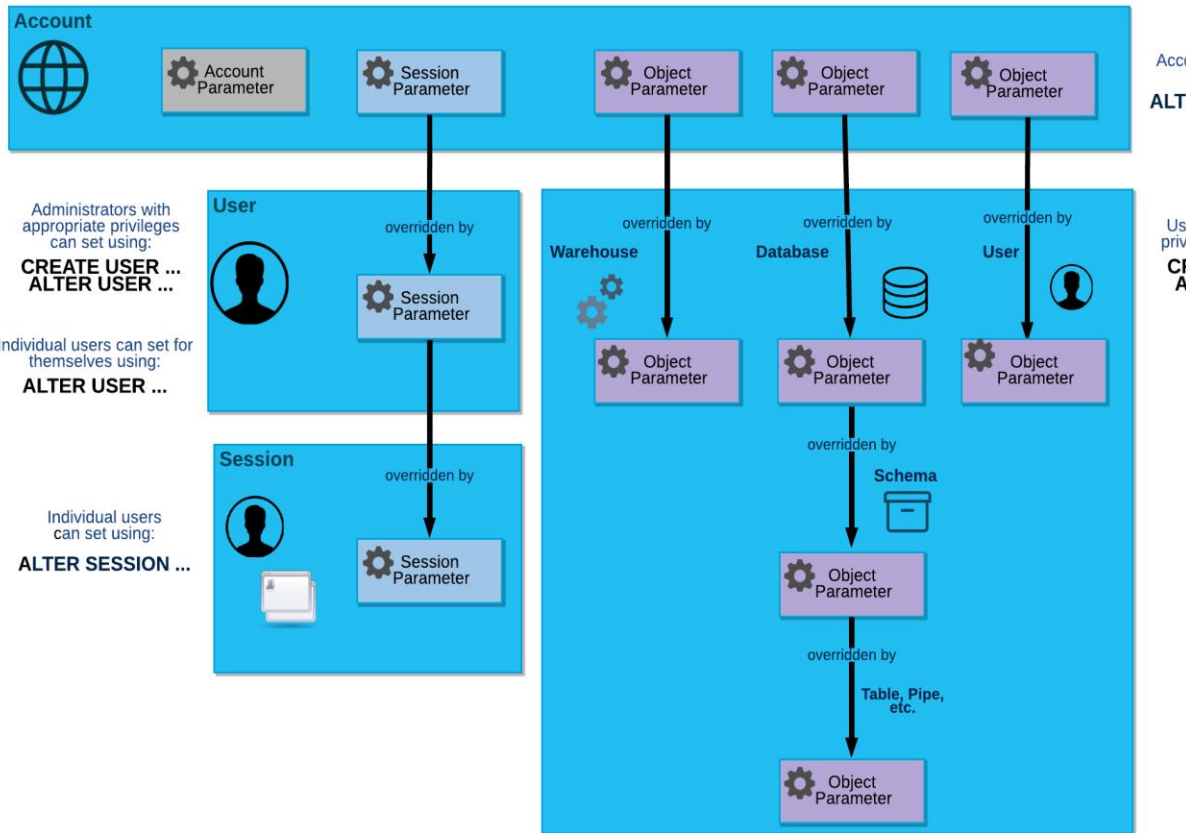 Account
Account
Parameter
Session
Parameter
Object
Parameter
Object
Parameter
Object
Parameter
Administrators with
appropriate privileges
can set using:
CREATE USER ...
ALTER USER ...
Individual users can set for
themselves using:
ALTER USER ...
User
overridden by
Session
Parameter
Session
overridden by
Session
Parameter
Individual users
can set using:
ALTER SESSION ...
overridden by
Warehouse
Object
Parameter
overridden by
Database
Object
Parameter
overridden by
User
Object
Parameter
overridden by
Schema
Object
Parameter
overridden by
Table, Pipe,
etc.
Object
Parameter